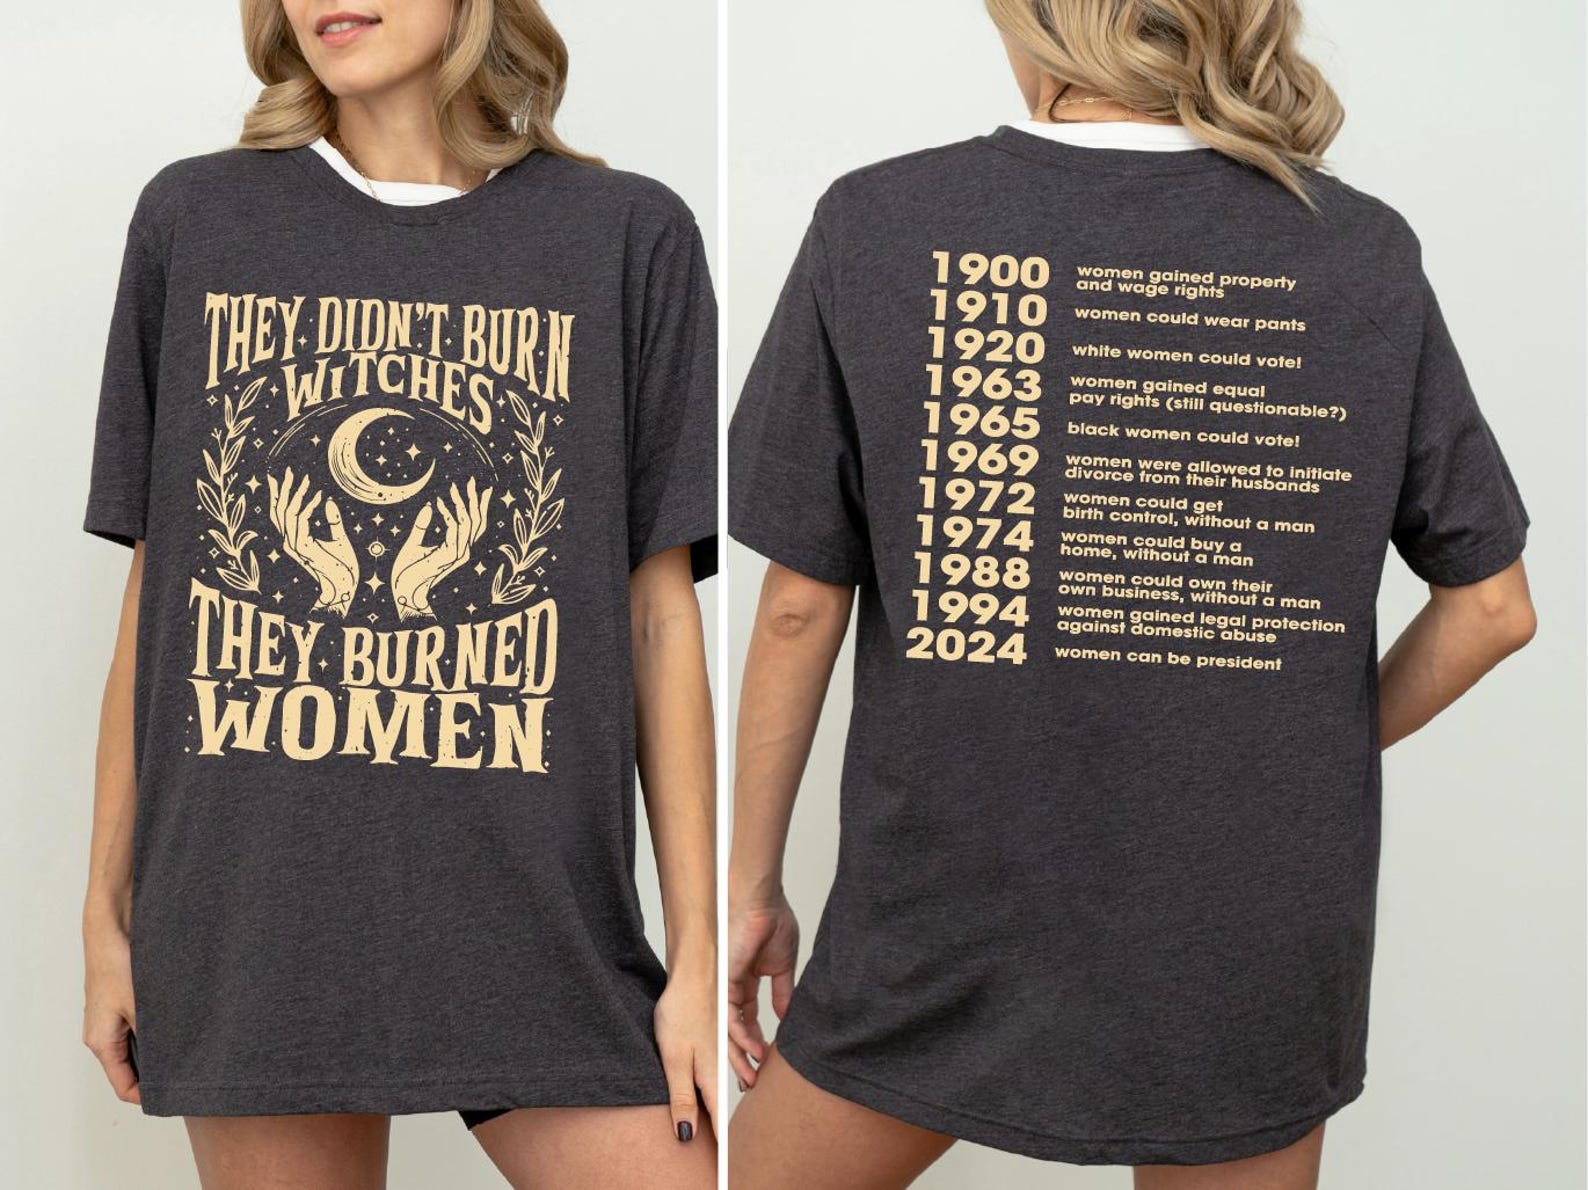 THEY DIDN'T BURN
WITCHES
THEY BURNED
WOMEN
1900 women gained property
and wage rights
1910 women could wear pants
1920 white women could vote!
1963 women gained equal
pay rights (still questionable?)
1965 black women could vote!
1969 women were allowed to initiate
divorce from their husbands
1972 women could get
birth control, without a man
1974 women could buy a
home, without a man
1988 women could own their
own business, without a man
1994 women gained legal protection
against domestic abuse
2024 women can be president